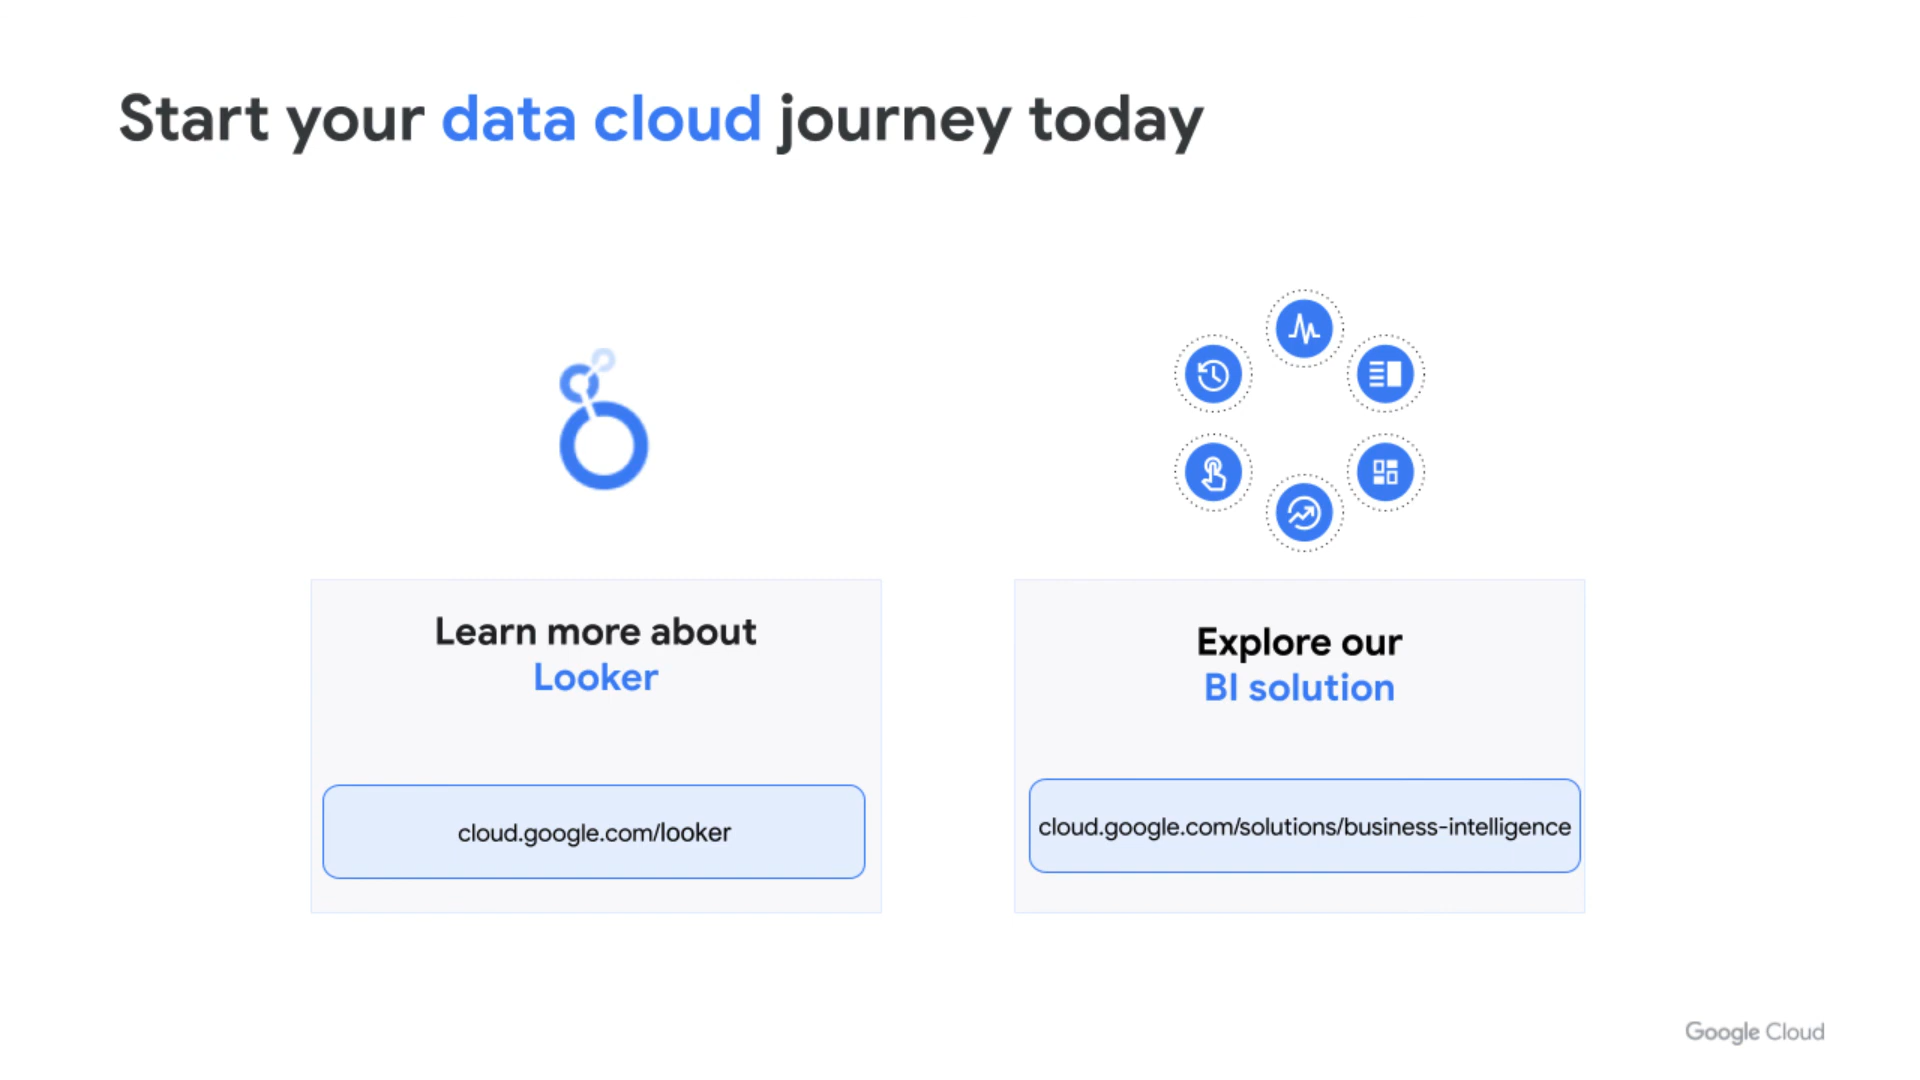 Start your data cloud journey today
Learn more about
Looker
cloud.google.com/looker
Explore our
BI solution
cloud.google.com/solutions/business-intelligence
Google Cloud